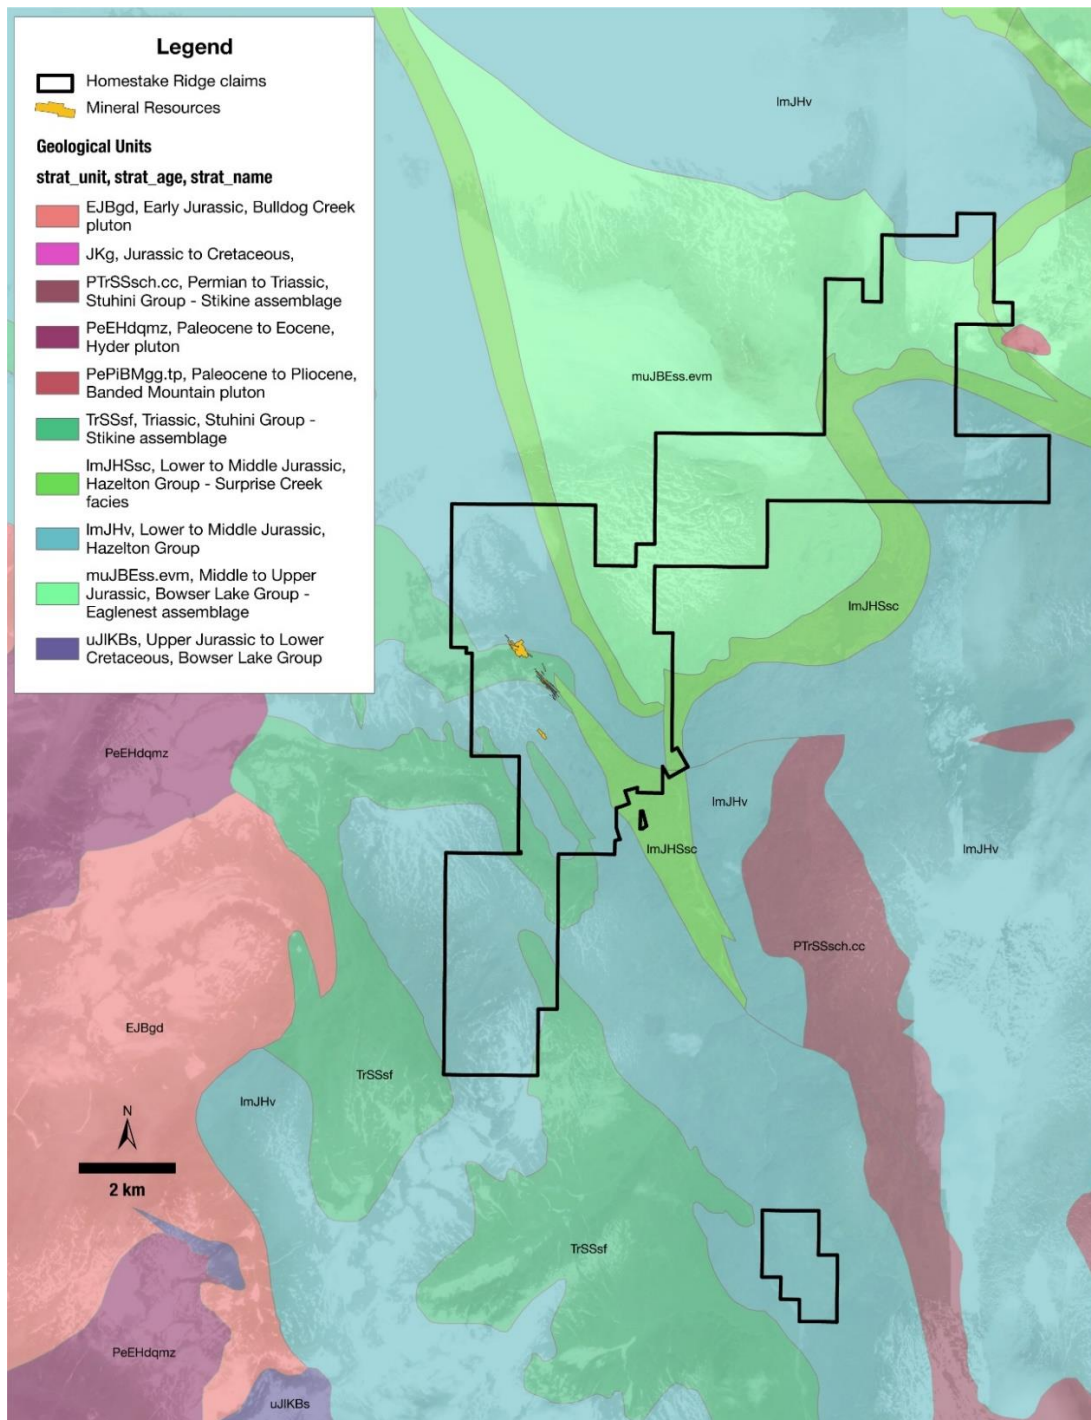 Legend
Homestake Ridge claims
Mineral Resources
Geological Units
strat_unit, strat_age, strat_name
EJBgd, Early Jurassic, Bulldog Creek
pluton
JKg, Jurassic to Cretaceous,
PTrSSsch.cc, Permian to Triassic,
Stuhini Group - Stikine assemblage
PeEHdqmz, Paleocene to Eocene,
Hyder pluton
PePiBMgg.tp, Paleocene to Pliocene,
Banded Mountain pluton
TrSSsf, Triassic, Stuhini Group -
Stikine assemblage
lmJHSsc, Lower to Middle Jurassic,
Hazelton Group - Surprise Creek
facies
lmJHv, Lower to Middle Jurassic,
Hazelton Group
muJBEss.evm, Middle to Upper
Jurassic, Bowser Lake Group -
Eaglenest assemblage
uJlKBs, Upper Jurassic to Lower
Cretaceous, Bowser Lake Group
lmJHv
muJBEss.evm
lmJHSsc
PeEHdqmz
lmJHv
lmJHSsc
lmJHv
PTrSSsch.cc
EJBgd
TrSSsf
lmJHv
N
2 km
TrSSsf
PeEHdqmz
uJlKBs